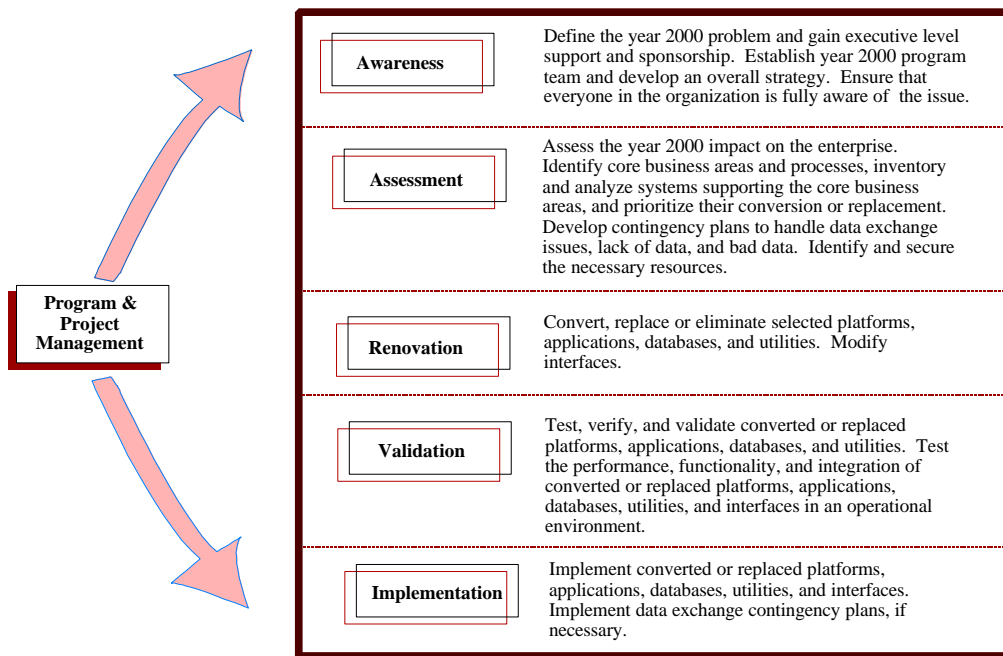 Program &
Project
Management
Awareness
Define the year 2000 problem and gain executive level
support and sponsorship.  Establish year 2000 program
team and develop an overall strategy.  Ensure that
everyone in the organization is fully aware of  the issue.
Assessment
Assess the year 2000 impact on the enterprise.
Identify core business areas and processes, inventory
and analyze systems supporting the core business
areas, and prioritize their conversion or replacement.
Develop contingency plans to handle data exchange
issues, lack of data, and bad data.  Identify and secure
the necessary resources.
Renovation
Convert, replace or eliminate selected platforms,
applications, databases, and utilities.  Modify
interfaces.
Validation
Test, verify, and validate converted or replaced
platforms, applications, databases, and utilities.  Test
the performance, functionality, and integration of
converted or replaced platforms, applications,
databases, utilities, and interfaces in an operational
environment.
Implementation
Implement converted or replaced platforms,
applications, databases, utilities, and interfaces.
Implement data exchange contingency plans, if
necessary.